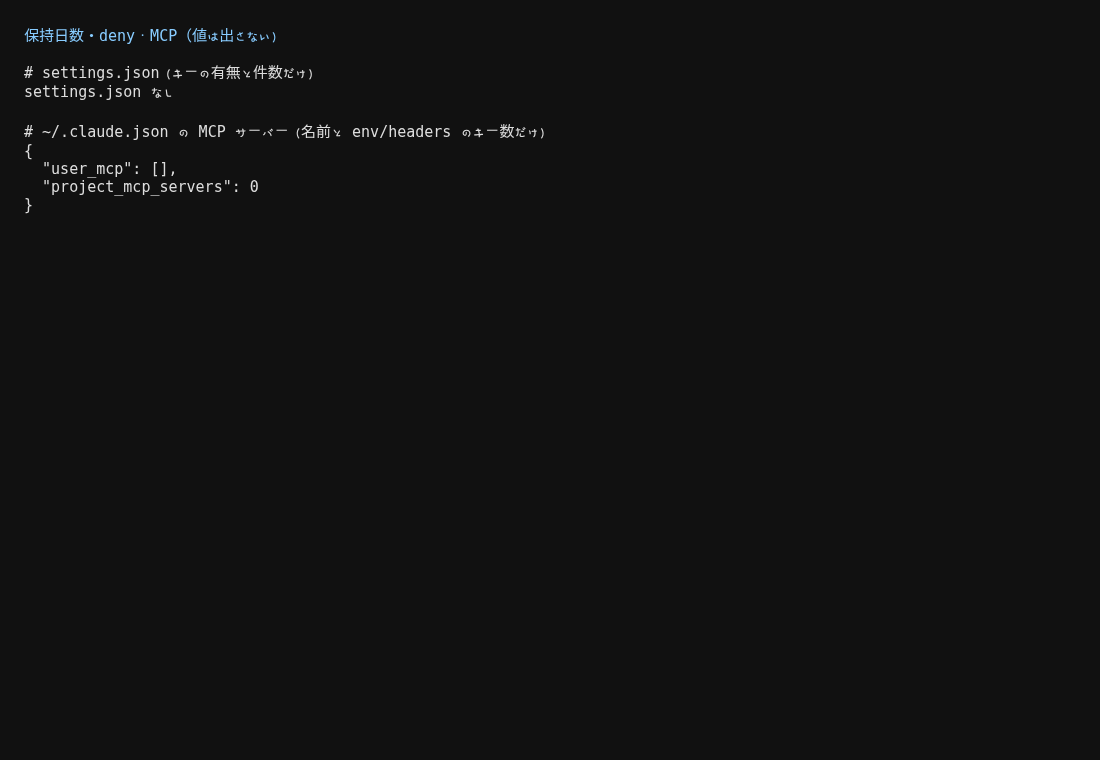 保持日数・deny・MCP（値は出さない）
# settings.json（キーの有無と件数だけ）
settings.json なし
# ~/.claude.json の MCP サーバー（名前と env/headers のキー数だけ）
{
  "user_mcp": [],
  "project_mcp_servers": 0
}